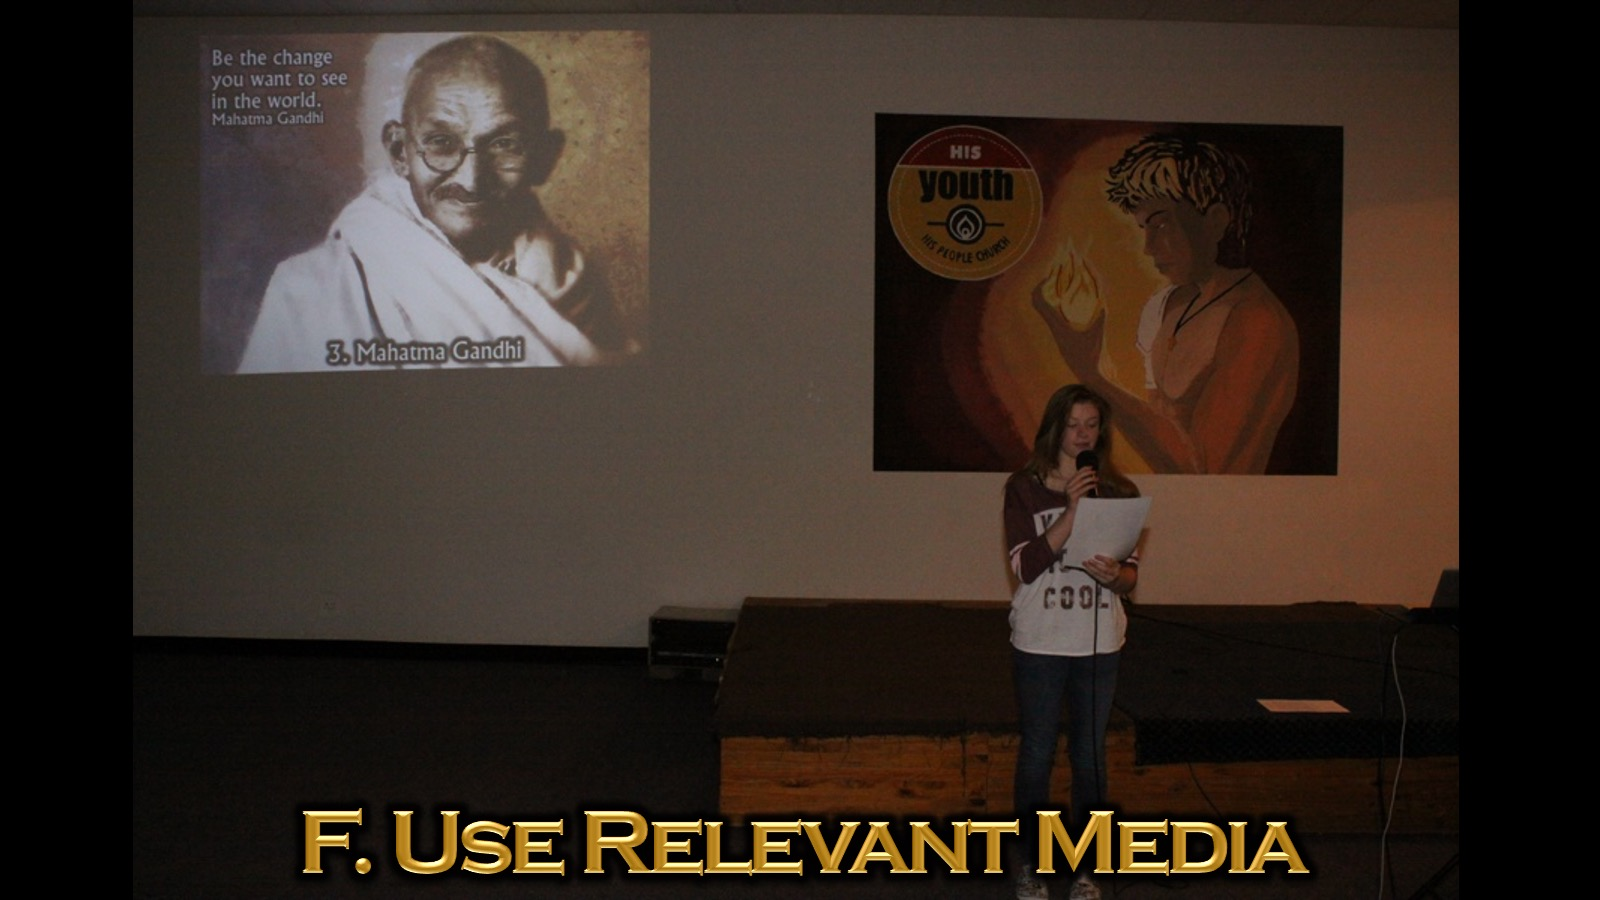 Be the change
you want to see
in the world.
Mahatma Gandhi
3. Mahatma Gandhi
HIS
youth
HIS PEOPLE CHURCH
COOL
F. USE RELEVANT MEDIA